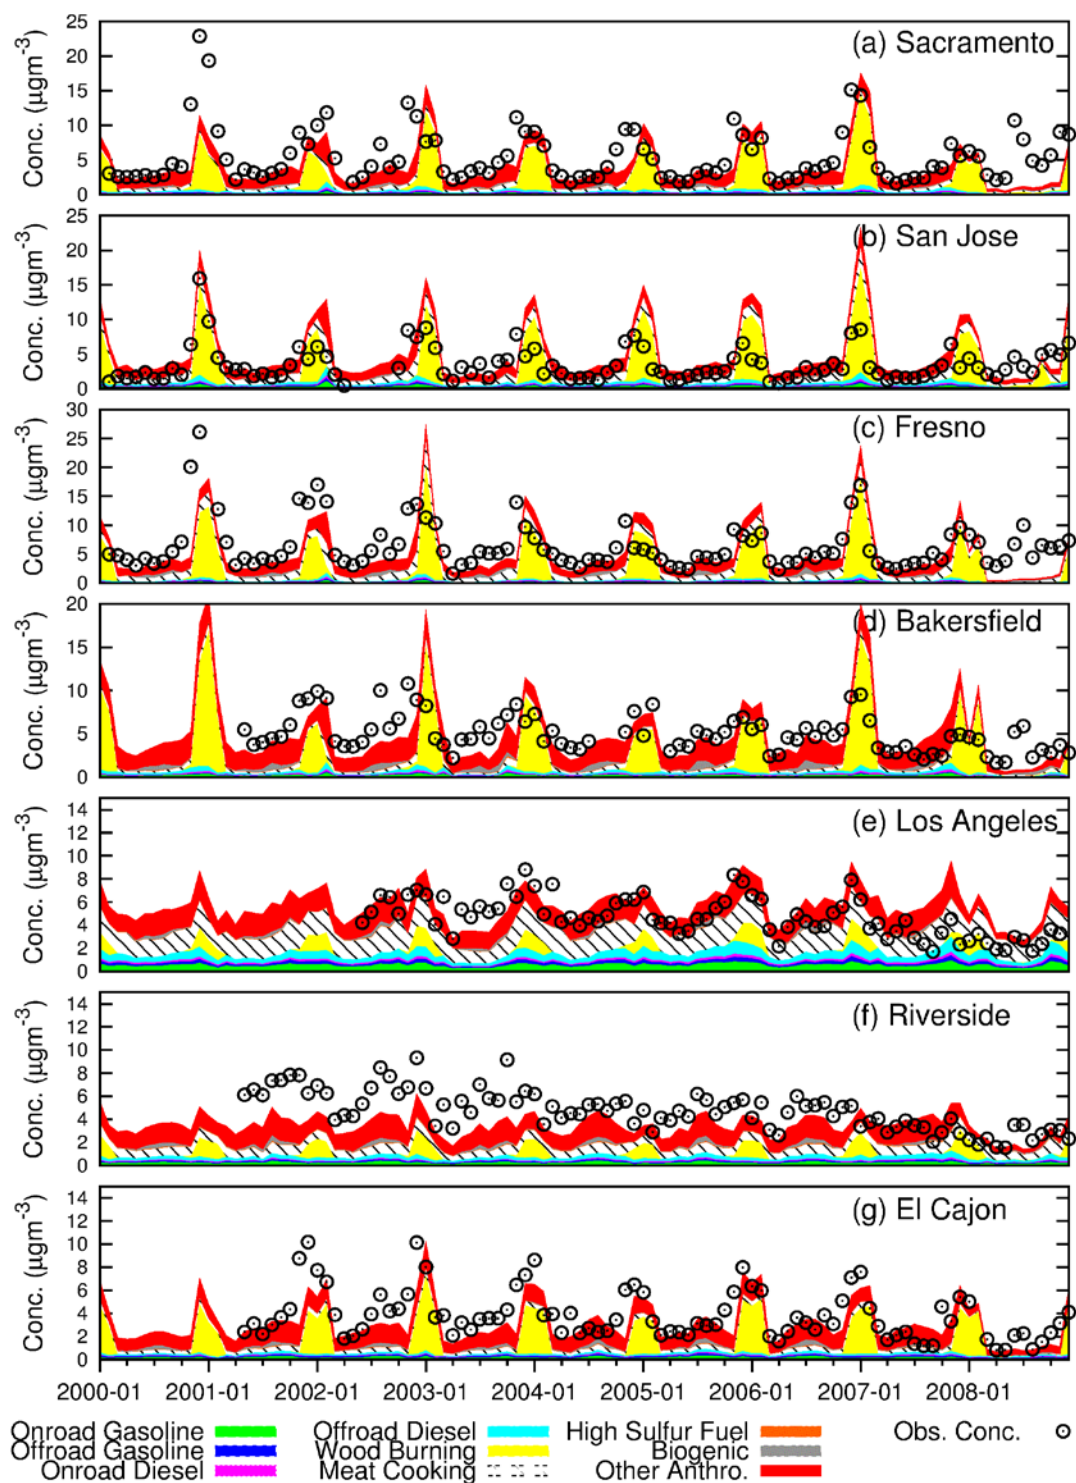 25
20
15
10
5
0
Conc. (μgm-3)
(a) Sacramento
25
20
15
10
5
0
Conc. (μgm-3)
(b) San Jose
30
25
20
15
10
5
0
Conc. (μgm-3)
(c) Fresno
20
15
10
5
0
Conc. (μgm-3)
(d) Bakersfield
14
12
10
8
6
4
2
0
Conc. (μgm-3)
(e) Los Angeles
14
12
10
8
6
4
2
0
Conc. (μgm-3)
(f) Riverside
14
12
10
8
6
4
2
0
Conc. (μgm-3)
(g) El Cajon
2000-01 2001-01 2002-01 2003-01 2004-01 2005-01 2006-01 2007-01 2008-01
Onroad Gasoline Offroad Diesel High Sulfur Fuel Obs. Conc.
Offroad Gasoline Wood Burning Biogenic
Onroad Diesel Meat Cooking Other Anthro.